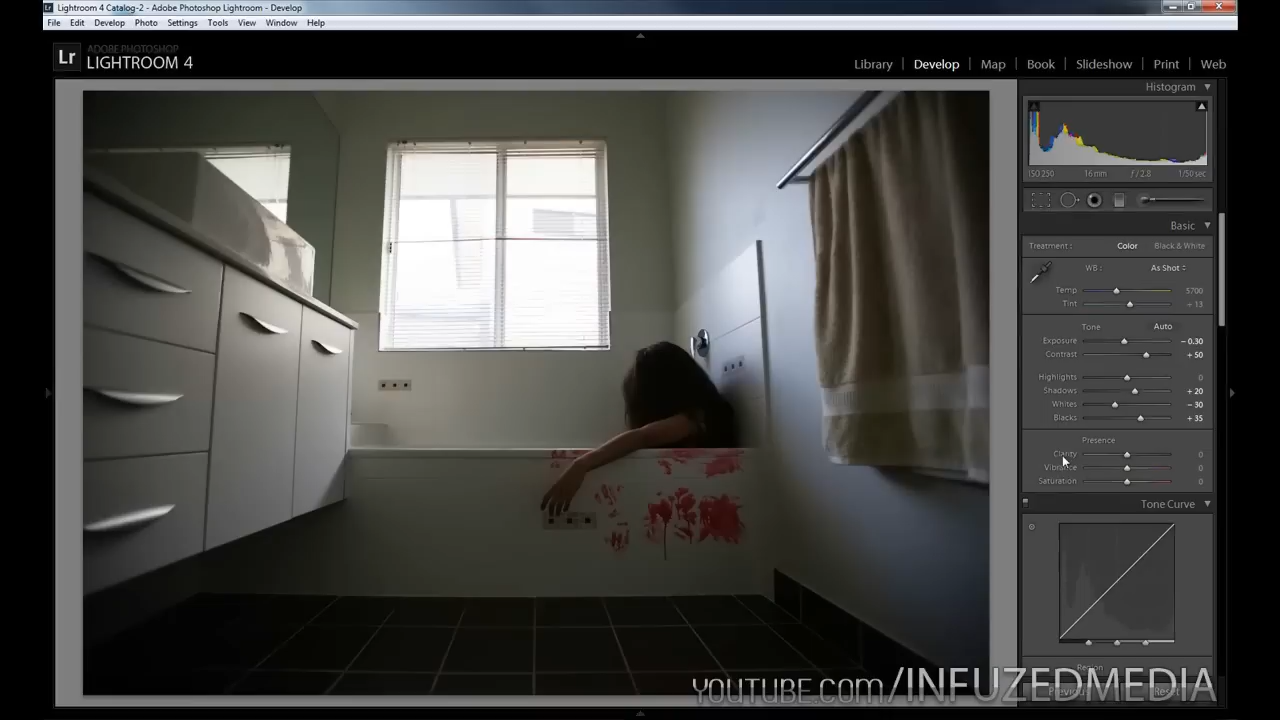 Lightroom 4 Catalog-2 - Adobe Photoshop Lightroom - Develop
File Edit Develop Photo Settings Tools View Window Help
Lr
ADOBE PHOTOSHOP
LIGHTROOM 4
Library | Develop | Map | Book | Slideshow | Print | Web
Histogram
ISO 250 16 mm f / 2.8 1/50 sec
Basic
Treatment : Color Black & White
WB : As Shot
Temp 5700
Tint + 13
Tone Auto
Exposure − 0.30
Contrast + 50
Highlights 0
Shadows + 20
Whites − 30
Blacks + 35
Presence
Clarity 0
Vibrance 0
Saturation 0
Tone Curve
Region
Previous Reset
YOUTUBE.COM/INFUZEDMEDIA